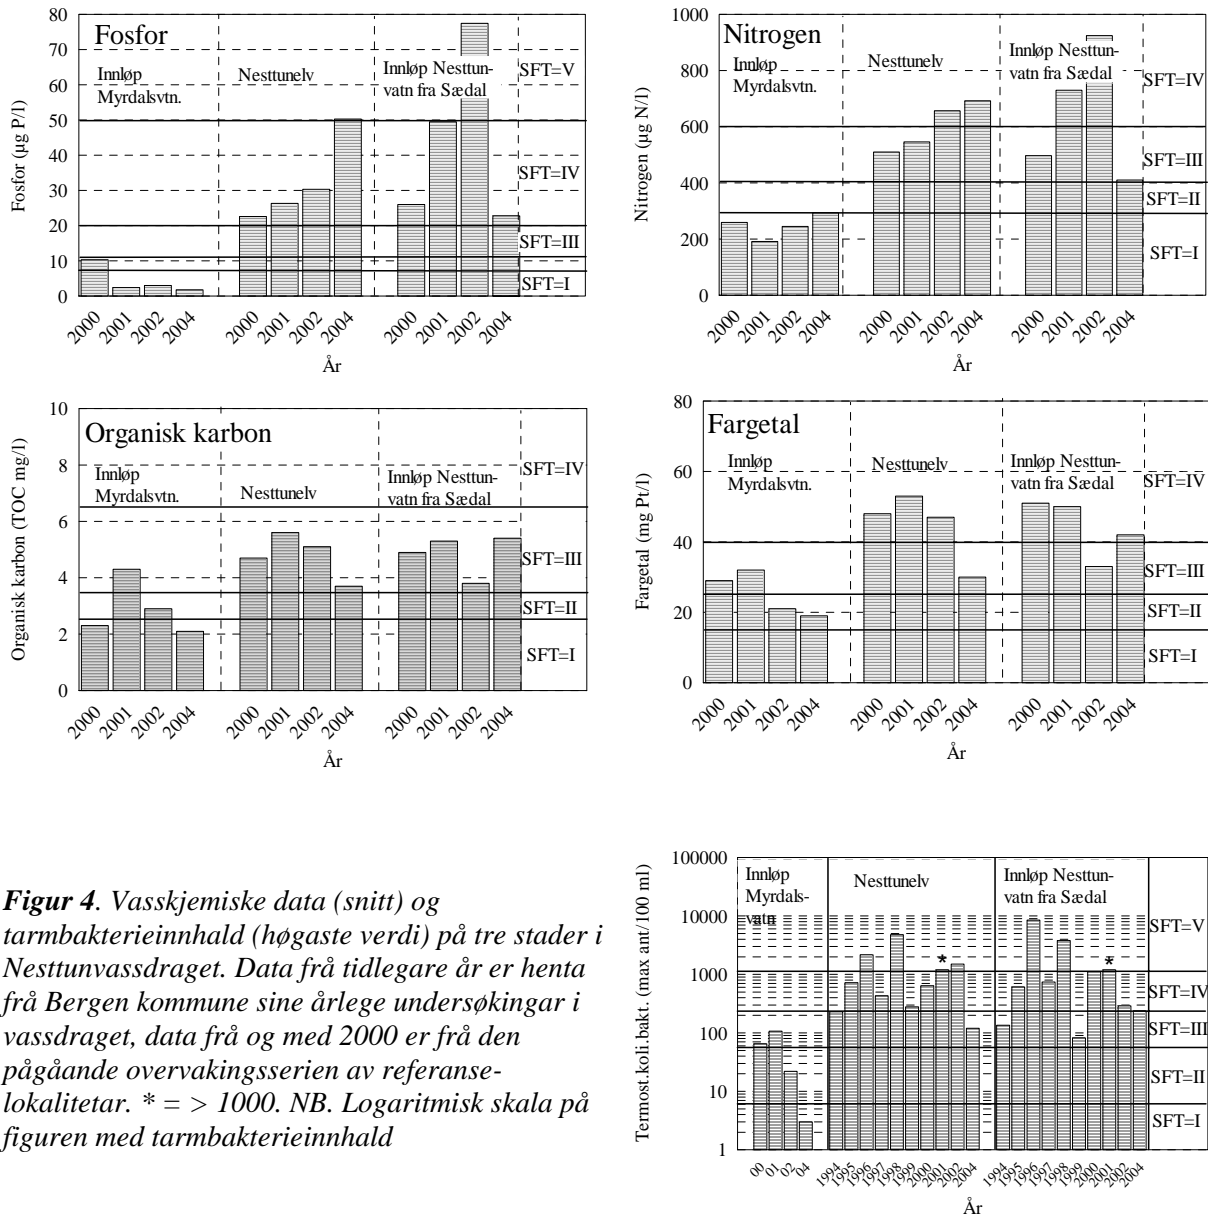 Fosfor
Innløp
Myrdalsvtn.
Nesttunelv
Innløp Nesttun-
vatn fra Sædal
SFT=V
SFT=IV
SFT=III
SFT=I
Fosfor (µg P/l)
80
70
60
50
40
30
20
10
0
2000 2001 2002 2004 2000 2001 2002 2004 2000 2001 2002 2004
År
Nitrogen
Innløp
Myrdalsvtn.
Nesttunelv
Innløp Nesttun-
vatn fra Sædal
SFT=IV
SFT=III
SFT=II
SFT=I
Nitrogen (µg N/l)
1000
800
600
400
200
0
2000 2001 2002 2004 2000 2001 2002 2004 2000 2001 2002 2004
År
Organisk karbon
Innløp
Myrdalsvtn.
Nesttunelv
Innløp Nesttun-
vatn fra Sædal
SFT=IV
SFT=III
SFT=II
SFT=I
Organisk karbon (TOC mg/l)
10
8
6
4
2
0
2000 2001 2002 2004 2000 2001 2002 2004 2000 2001 2002 2004
År
Fargetal
Innløp
Myrdalsvtn.
Nesttunelv
Innløp Nesttun-
vatn fra Sædal
SFT=IV
SFT=III
SFT=II
SFT=I
Fargetal (mg Pt/l)
80
60
40
20
0
2000 2001 2002 2004 2000 2001 2002 2004 2000 2001 2002 2004
År
Figur 4. Vasskjemiske data (snitt) og
tarmbakterieinnhald (høgaste verdi) på tre stader i
Nesttunvassdraget. Data frå tidlegare år er henta
frå Bergen kommune sine årlege undersøkingar i
vassdraget, data frå og med 2000 er frå den
pågåande overvakingsserien av referanse-
lokalitetar. * = > 1000. NB. Logaritmisk skala på
figuren med tarmbakterieinnhald
Innløp
Myrdals-
vatn
Nesttunelv
Innløp Nesttun-
vatn fra Sædal
*
*
SFT=V
SFT=IV
SFT=III
SFT=II
SFT=I
Termost.koli.bakt. (max ant/100 ml)
100000
10000
1000
100
10
1
00 01 02 04 1994 1995 1996 1997 1998 1999 2000 2001 2002 2004 1994 1995 1996 1997 1998 1999 2000 2001 2002 2004
År